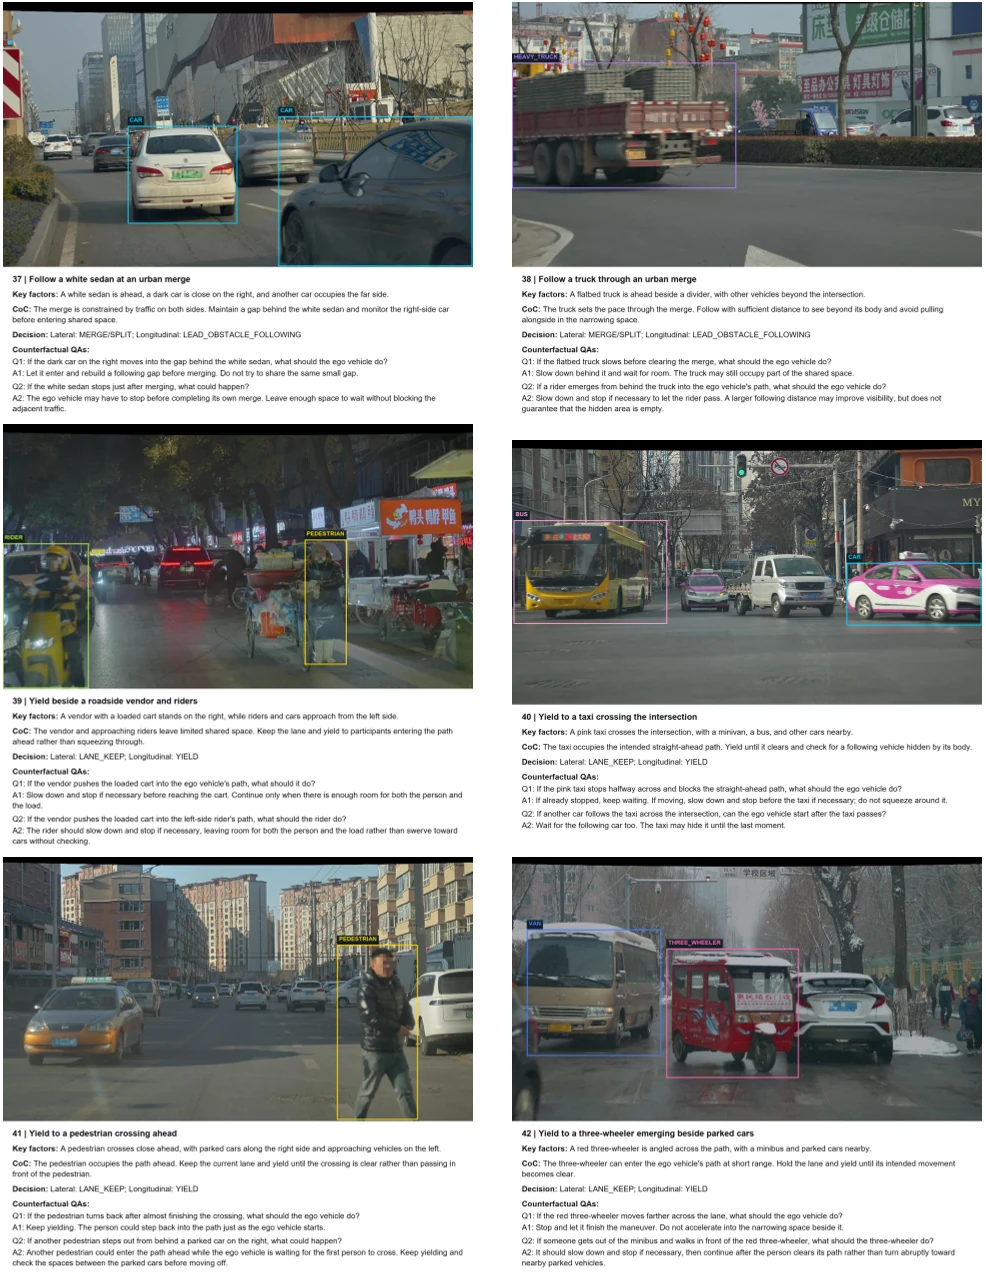 CAR
CAR
37 | Follow a white sedan at an urban merge
Key factors: A white sedan is ahead, a dark car is close on the right, and another car occupies the far side.
CoC: The merge is constrained by traffic on both sides. Maintain a gap behind the white sedan and monitor the right-side car
before entering shared space.
Decision: Lateral: MERGE/SPLIT; Longitudinal: LEAD_OBSTACLE_FOLLOWING
Counterfactual QAs:
Q1: If the dark car on the right moves into the gap behind the white sedan, what should the ego vehicle do?
A1: Let it enter and rebuild a following gap before merging. Do not try to share the same small gap.
Q2: If the white sedan stops just after merging, what could happen?
A2: The ego vehicle may have to stop before completing its own merge. Leave enough space to wait without blocking the
adjacent traffic.
HEAVY_TRUCK
至品办公家具 灯具灯饰
38 | Follow a truck through an urban merge
Key factors: A flatbed truck is ahead beside a divider, with other vehicles beyond the intersection.
CoC: The truck sets the pace through the merge. Follow with sufficient distance to see beyond its body and avoid pulling
alongside in the narrowing space.
Decision: Lateral: MERGE/SPLIT; Longitudinal: LEAD_OBSTACLE_FOLLOWING
Counterfactual QAs:
Q1: If the flatbed truck slows before clearing the merge, what should the ego vehicle do?
A1: Slow down behind it and wait for room. The truck may still occupy part of the shared space.
Q2: If a rider emerges from behind the truck into the ego vehicle's path, what should the ego vehicle do?
A2: Slow down and stop if necessary to let the rider pass. A larger following distance may improve visibility, but does not
guarantee that the hidden area is empty.
RIDER
PEDESTRIAN
鸭头 鸭脖 甲鱼
39 | Yield beside a roadside vendor and riders
Key factors: A vendor with a loaded cart stands on the right, while riders and cars approach from the left side.
CoC: The vendor and approaching riders leave limited shared space. Keep the lane and yield to participants entering the path
ahead rather than squeezing through.
Decision: Lateral: LANE_KEEP; Longitudinal: YIELD
Counterfactual QAs:
Q1: If the vendor pushes the loaded cart into the ego vehicle's path, what should it do?
A1: Slow down and stop if necessary before reaching the cart. Continue only when there is enough room for both the person and
the load.
Q2: If the vendor pushes the loaded cart into the left-side rider's path, what should the rider do?
A2: The rider should slow down and stop if necessary, leaving room for both the person and the load rather than swerve toward
cars without checking.
BUS
CAR
MY
40 | Yield to a taxi crossing the intersection
Key factors: A pink taxi crosses the intersection, with a minivan, a bus, and other cars nearby.
CoC: The taxi occupies the intended straight-ahead path. Yield until it clears and check for a following vehicle hidden by its body.
Decision: Lateral: LANE_KEEP; Longitudinal: YIELD
Counterfactual QAs:
Q1: If the pink taxi stops halfway across and blocks the straight-ahead path, what should the ego vehicle do?
A1: If already stopped, keep waiting. If moving, slow down and stop before the taxi if necessary; do not squeeze around it.
Q2: If another car follows the taxi across the intersection, can the ego vehicle start after the taxi passes?
A2: Wait for the following car too. The taxi may hide it until the last moment.
PEDESTRIAN
41 | Yield to a pedestrian crossing ahead
Key factors: A pedestrian crosses close ahead, with parked cars along the right side and approaching vehicles on the left.
CoC: The pedestrian occupies the path ahead. Keep the current lane and yield until the crossing is clear rather than passing in
front of the pedestrian.
Decision: Lateral: LANE_KEEP; Longitudinal: YIELD
Counterfactual QAs:
Q1: If the pedestrian turns back after almost finishing the crossing, what should the ego vehicle do?
A1: Keep yielding. The person could step back into the path just as the ego vehicle starts.
Q2: If another pedestrian steps out from behind a parked car on the right, what could happen?
A2: Another pedestrian could enter the path ahead while the ego vehicle is waiting for the first person to cross. Keep yielding and
check the spaces between the parked cars before moving off.
学校区域
VAN
THREE_WHEELER
42 | Yield to a three-wheeler emerging beside parked cars
Key factors: A red three-wheeler is angled across the path, with a minibus and parked cars nearby.
CoC: The three-wheeler can enter the ego vehicle's path at short range. Hold the lane and yield until its intended movement
becomes clear.
Decision: Lateral: LANE_KEEP; Longitudinal: YIELD
Counterfactual QAs:
Q1: If the red three-wheeler moves farther across the lane, what should the ego vehicle do?
A1: Stop and let it finish the maneuver. Do not accelerate into the narrowing space beside it.
Q2: If someone gets out of the minibus and walks in front of the red three-wheeler, what should the three-wheeler do?
A2: It should slow down and stop if necessary, then continue after the person clears its path rather than turn abruptly toward
nearby parked vehicles.